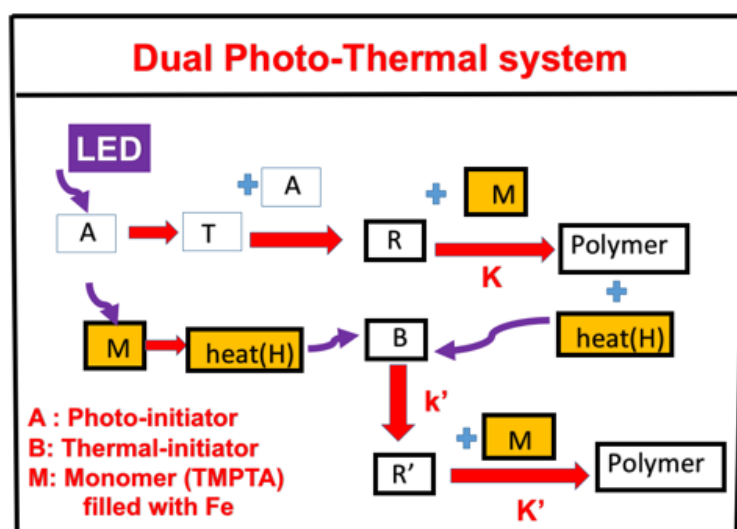 Dual Photo-Thermal system
LED
A
M
A
T
R
Polymer
K
M
heat(H)
B
heat(H)
k'
A : Photo-initiator
B: Thermal-initiator
M: Monomer (TMPTA)
filled with Fe
M
R'
Polymer
K'